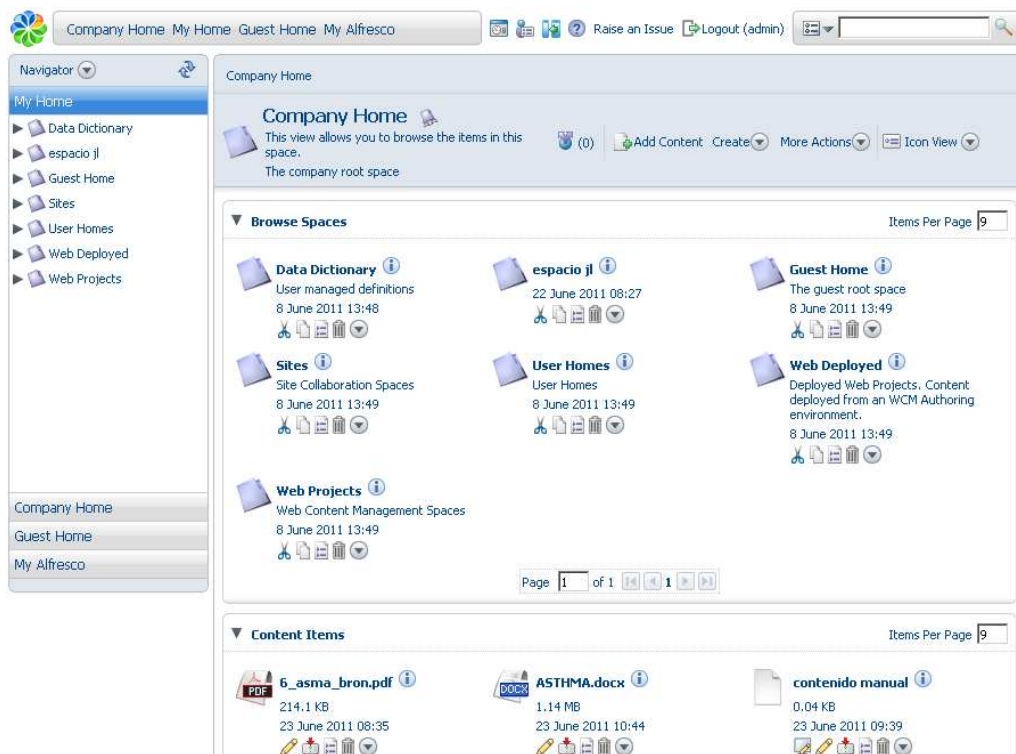 Company Home My Home Guest Home My Alfresco
Raise an Issue Logout (admin)
Navigator
My Home
Data Dictionary
espacio jl
Guest Home
Sites
User Homes
Web Deployed
Web Projects
Company Home
Guest Home
My Alfresco
Company Home
Company Home
This view allows you to browse the items in this
space.
The company root space
(0) Add Content Create More Actions Icon View
Browse Spaces Items Per Page 9
Data Dictionary
User managed definitions
8 June 2011 13:48
espacio jl
22 June 2011 08:27
Guest Home
The guest root space
8 June 2011 13:49
Sites
Site Collaboration Spaces
8 June 2011 13:49
User Homes
User Homes
8 June 2011 13:49
Web Deployed
Deployed Web Projects. Content
deployed from an WCM Authoring
environment.
8 June 2011 13:49
Web Projects
Web Content Management Spaces
8 June 2011 13:49
Page 1 of 1 1
Content Items Items Per Page 9
PDF
6_asma_bron.pdf
214.1 KB
23 June 2011 08:35
DOCX
ASTHMA.docx
1.14 MB
23 June 2011 10:44
contenido manual
0.04 KB
23 June 2011 09:39